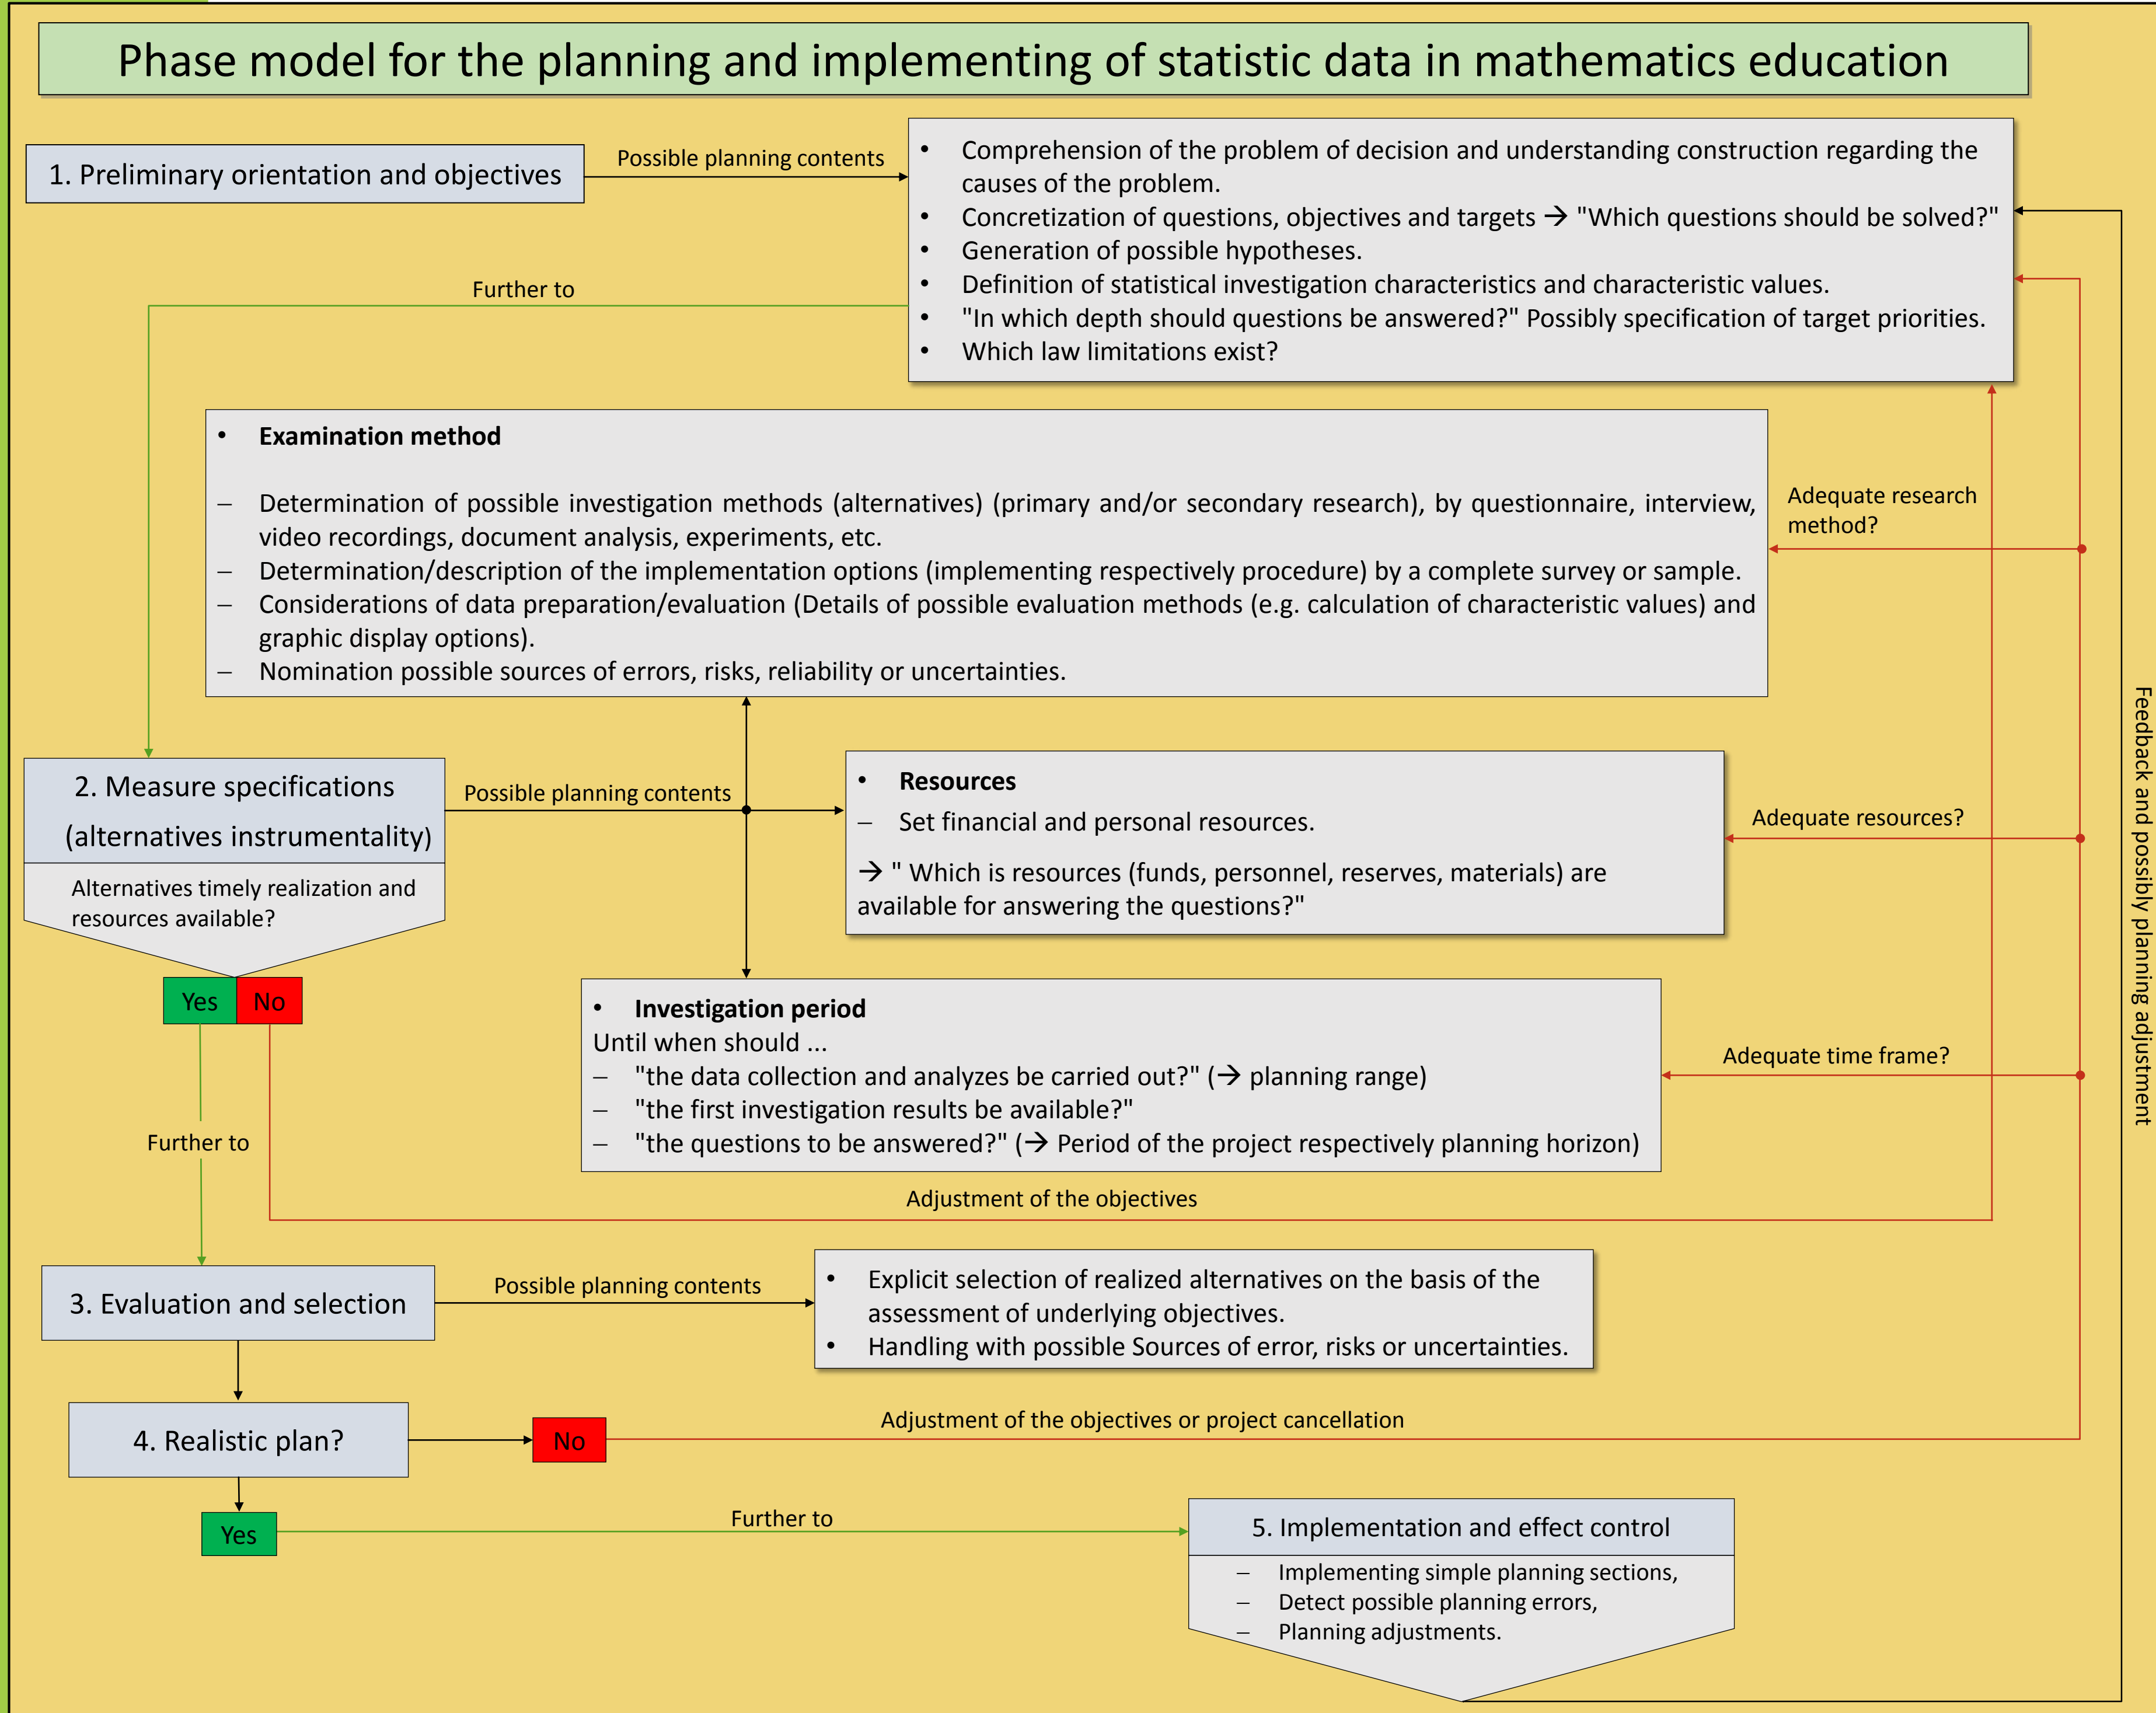 Phase model for the planning and implementing of statistic data in mathematics education
1. Preliminary orientation and objectives
Possible planning contents
• Comprehension of the problem of decision and understanding construction regarding the
causes of the problem.
• Concretization of questions, objectives and targets → "Which questions should be solved?"
• Generation of possible hypotheses.
• Definition of statistical investigation characteristics and characteristic values.
• "In which depth should questions be answered?" Possibly specification of target priorities.
• Which law limitations exist?
Further to
• Examination method
– Determination of possible investigation methods (alternatives) (primary and/or secondary research), by questionnaire, interview,
video recordings, document analysis, experiments, etc.
– Determination/description of the implementation options (implementing respectively procedure) by a complete survey or sample.
– Considerations of data preparation/evaluation (Details of possible evaluation methods (e.g. calculation of characteristic values) and
graphic display options).
– Nomination possible sources of errors, risks, reliability or uncertainties.
Adequate research
method?
2. Measure specifications
(alternatives instrumentality)
Alternatives timely realization and
resources available?
Yes
No
Possible planning contents
• Resources
– Set financial and personal resources.
→ " Which is resources (funds, personnel, reserves, materials) are
available for answering the questions?"
Adequate resources?
• Investigation period
Until when should ...
– "the data collection and analyzes be carried out?" (→ planning range)
– "the first investigation results be available?"
– "the questions to be answered?" (→ Period of the project respectively planning horizon)
Adequate time frame?
Feedback and possibly planning adjustment
Further to
Adjustment of the objectives
3. Evaluation and selection
Possible planning contents
• Explicit selection of realized alternatives on the basis of the
assessment of underlying objectives.
• Handling with possible Sources of error, risks or uncertainties.
4. Realistic plan?
No
Adjustment of the objectives or project cancellation
Yes
Further to
5. Implementation and effect control
– Implementing simple planning sections,
– Detect possible planning errors,
– Planning adjustments.